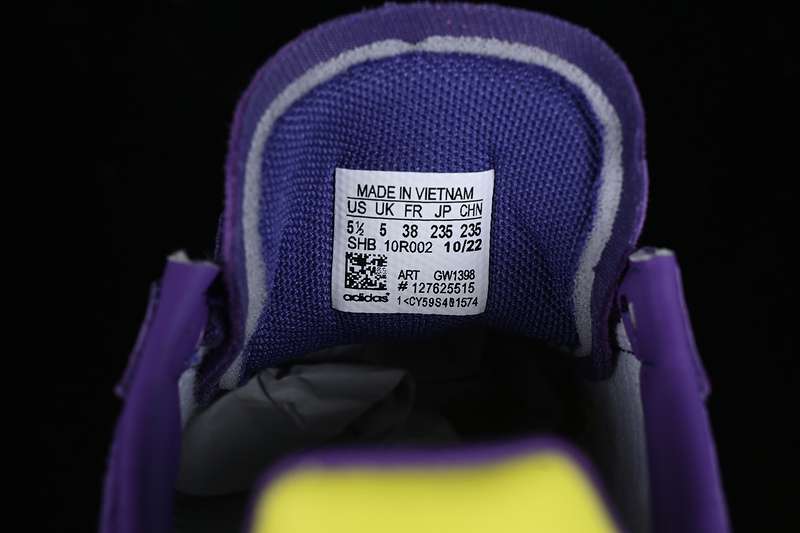 MADE IN VIETNAM
US UK FR JP CHN
5½ 5 38 235 235
SHB 10R002 10/22
ART GW1398
# 127625515
adidas 1<CY59S401574